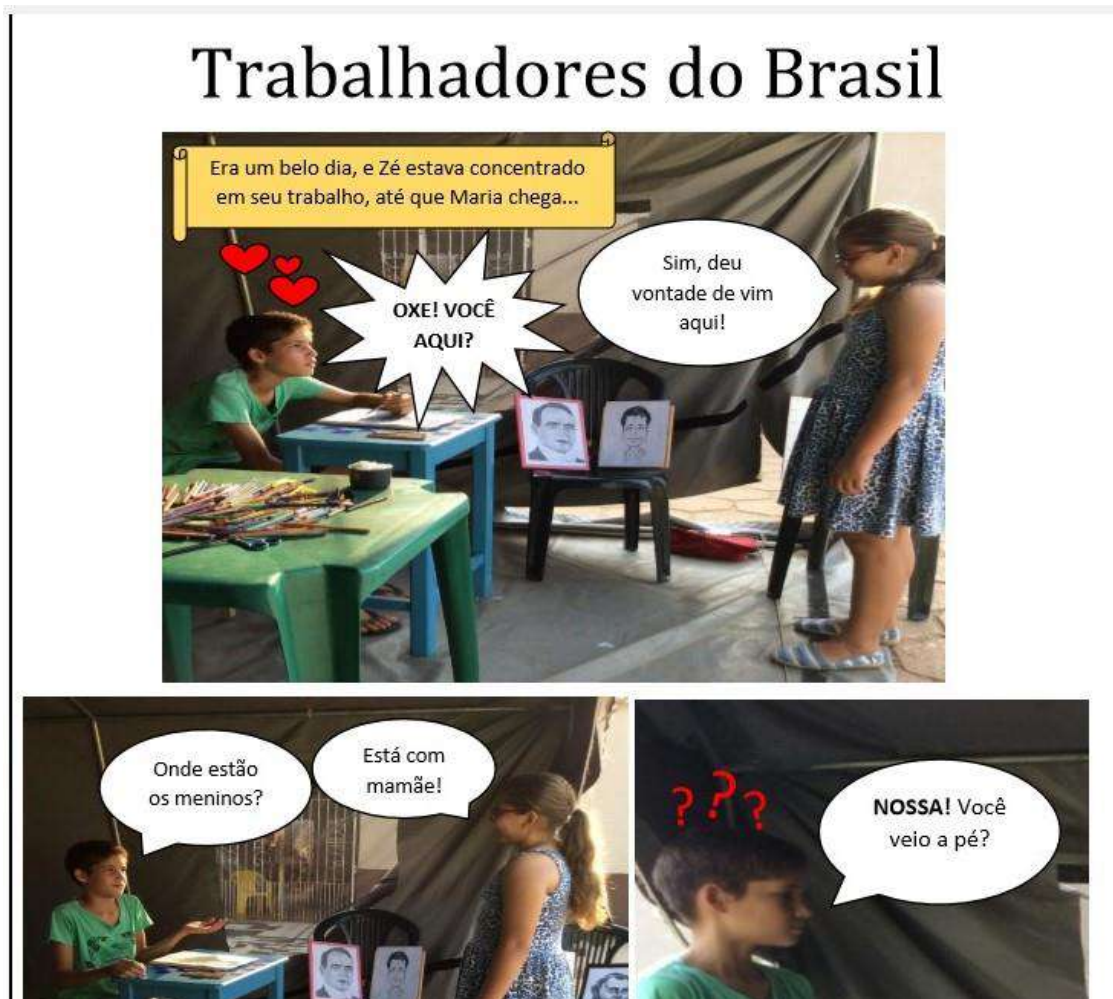 Trabalhadores do Brasil
Era um belo dia, e Zé estava concentrado
em seu trabalho, até que Maria chega...
OXE! VOCÊ
AQUI?
Sim, deu
vontade de vim
aqui!
Onde estão
os meninos?
Está com
mamãe!
???
NOSSA! Você
veio a pé?